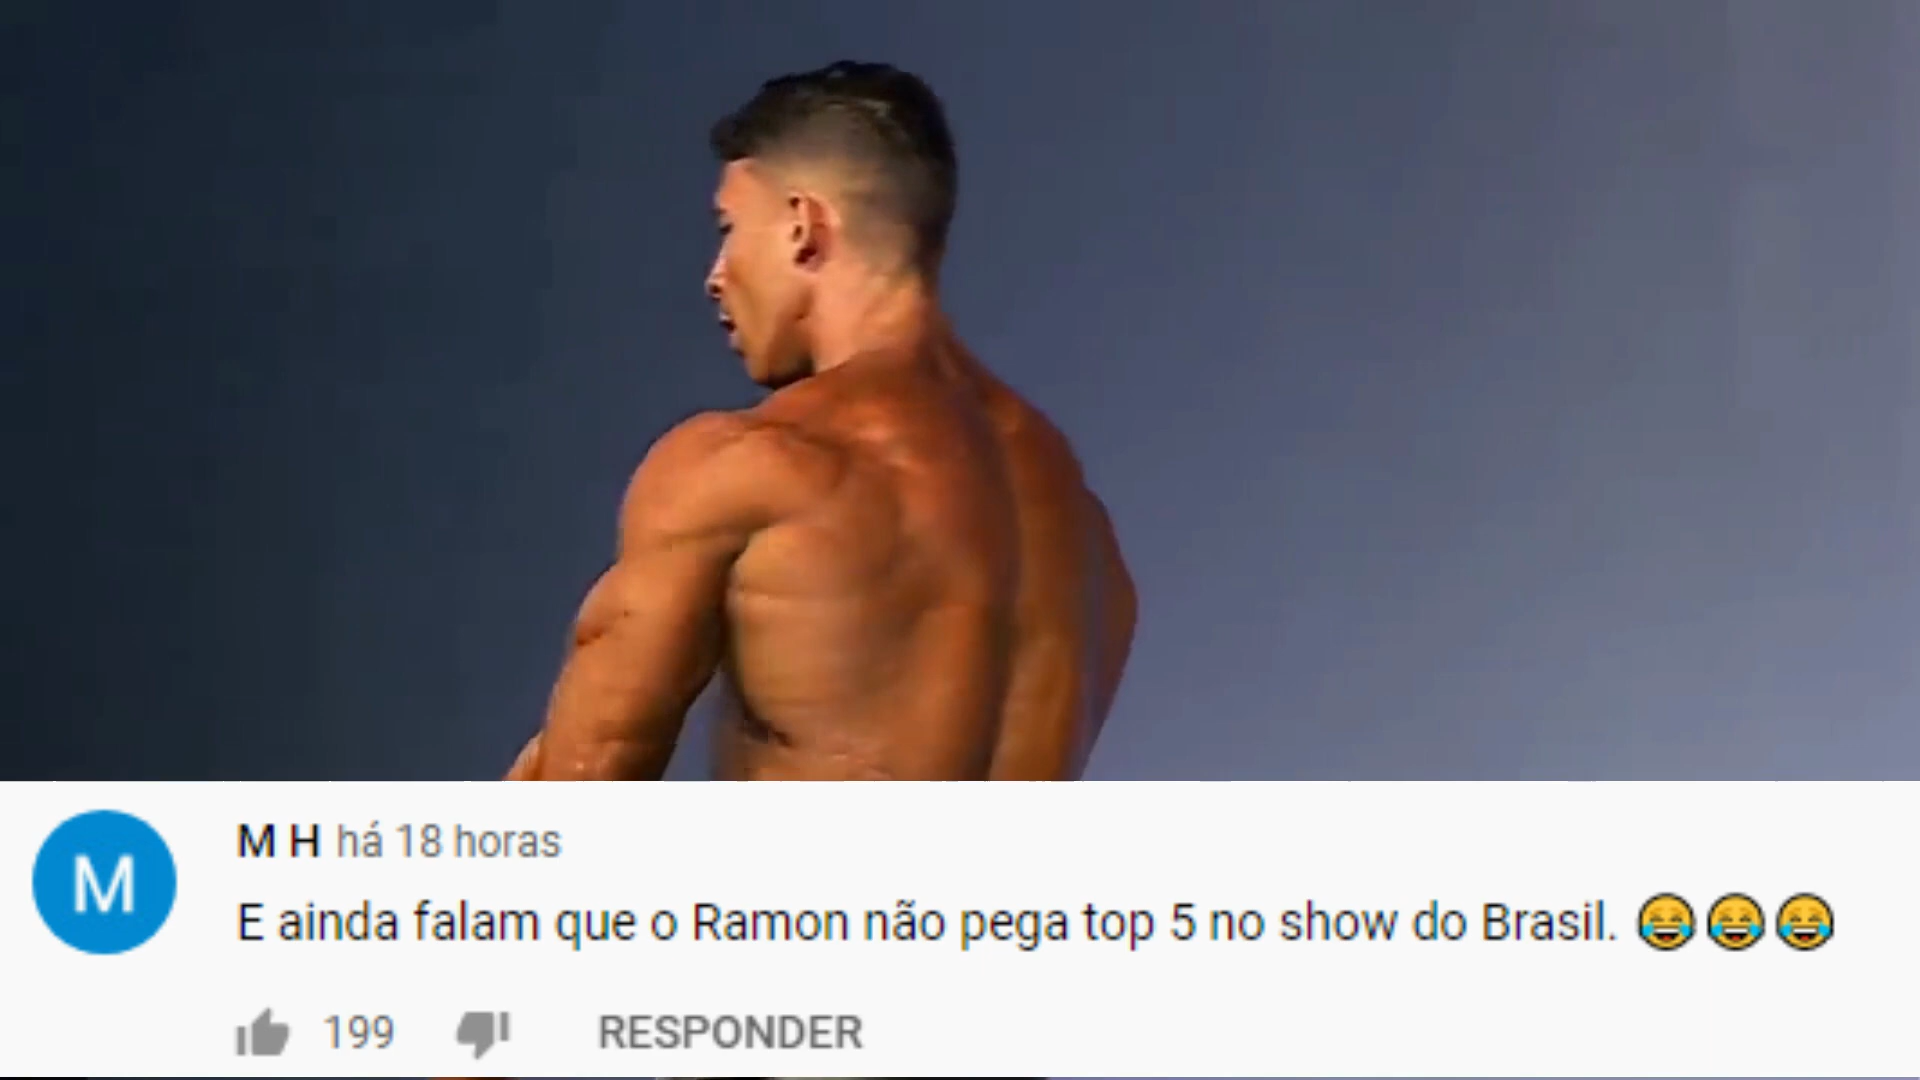 M
M H há 18 horas
E ainda falam que o Ramon não pega top 5 no show do Brasil. 😂😂😂
199 RESPONDER